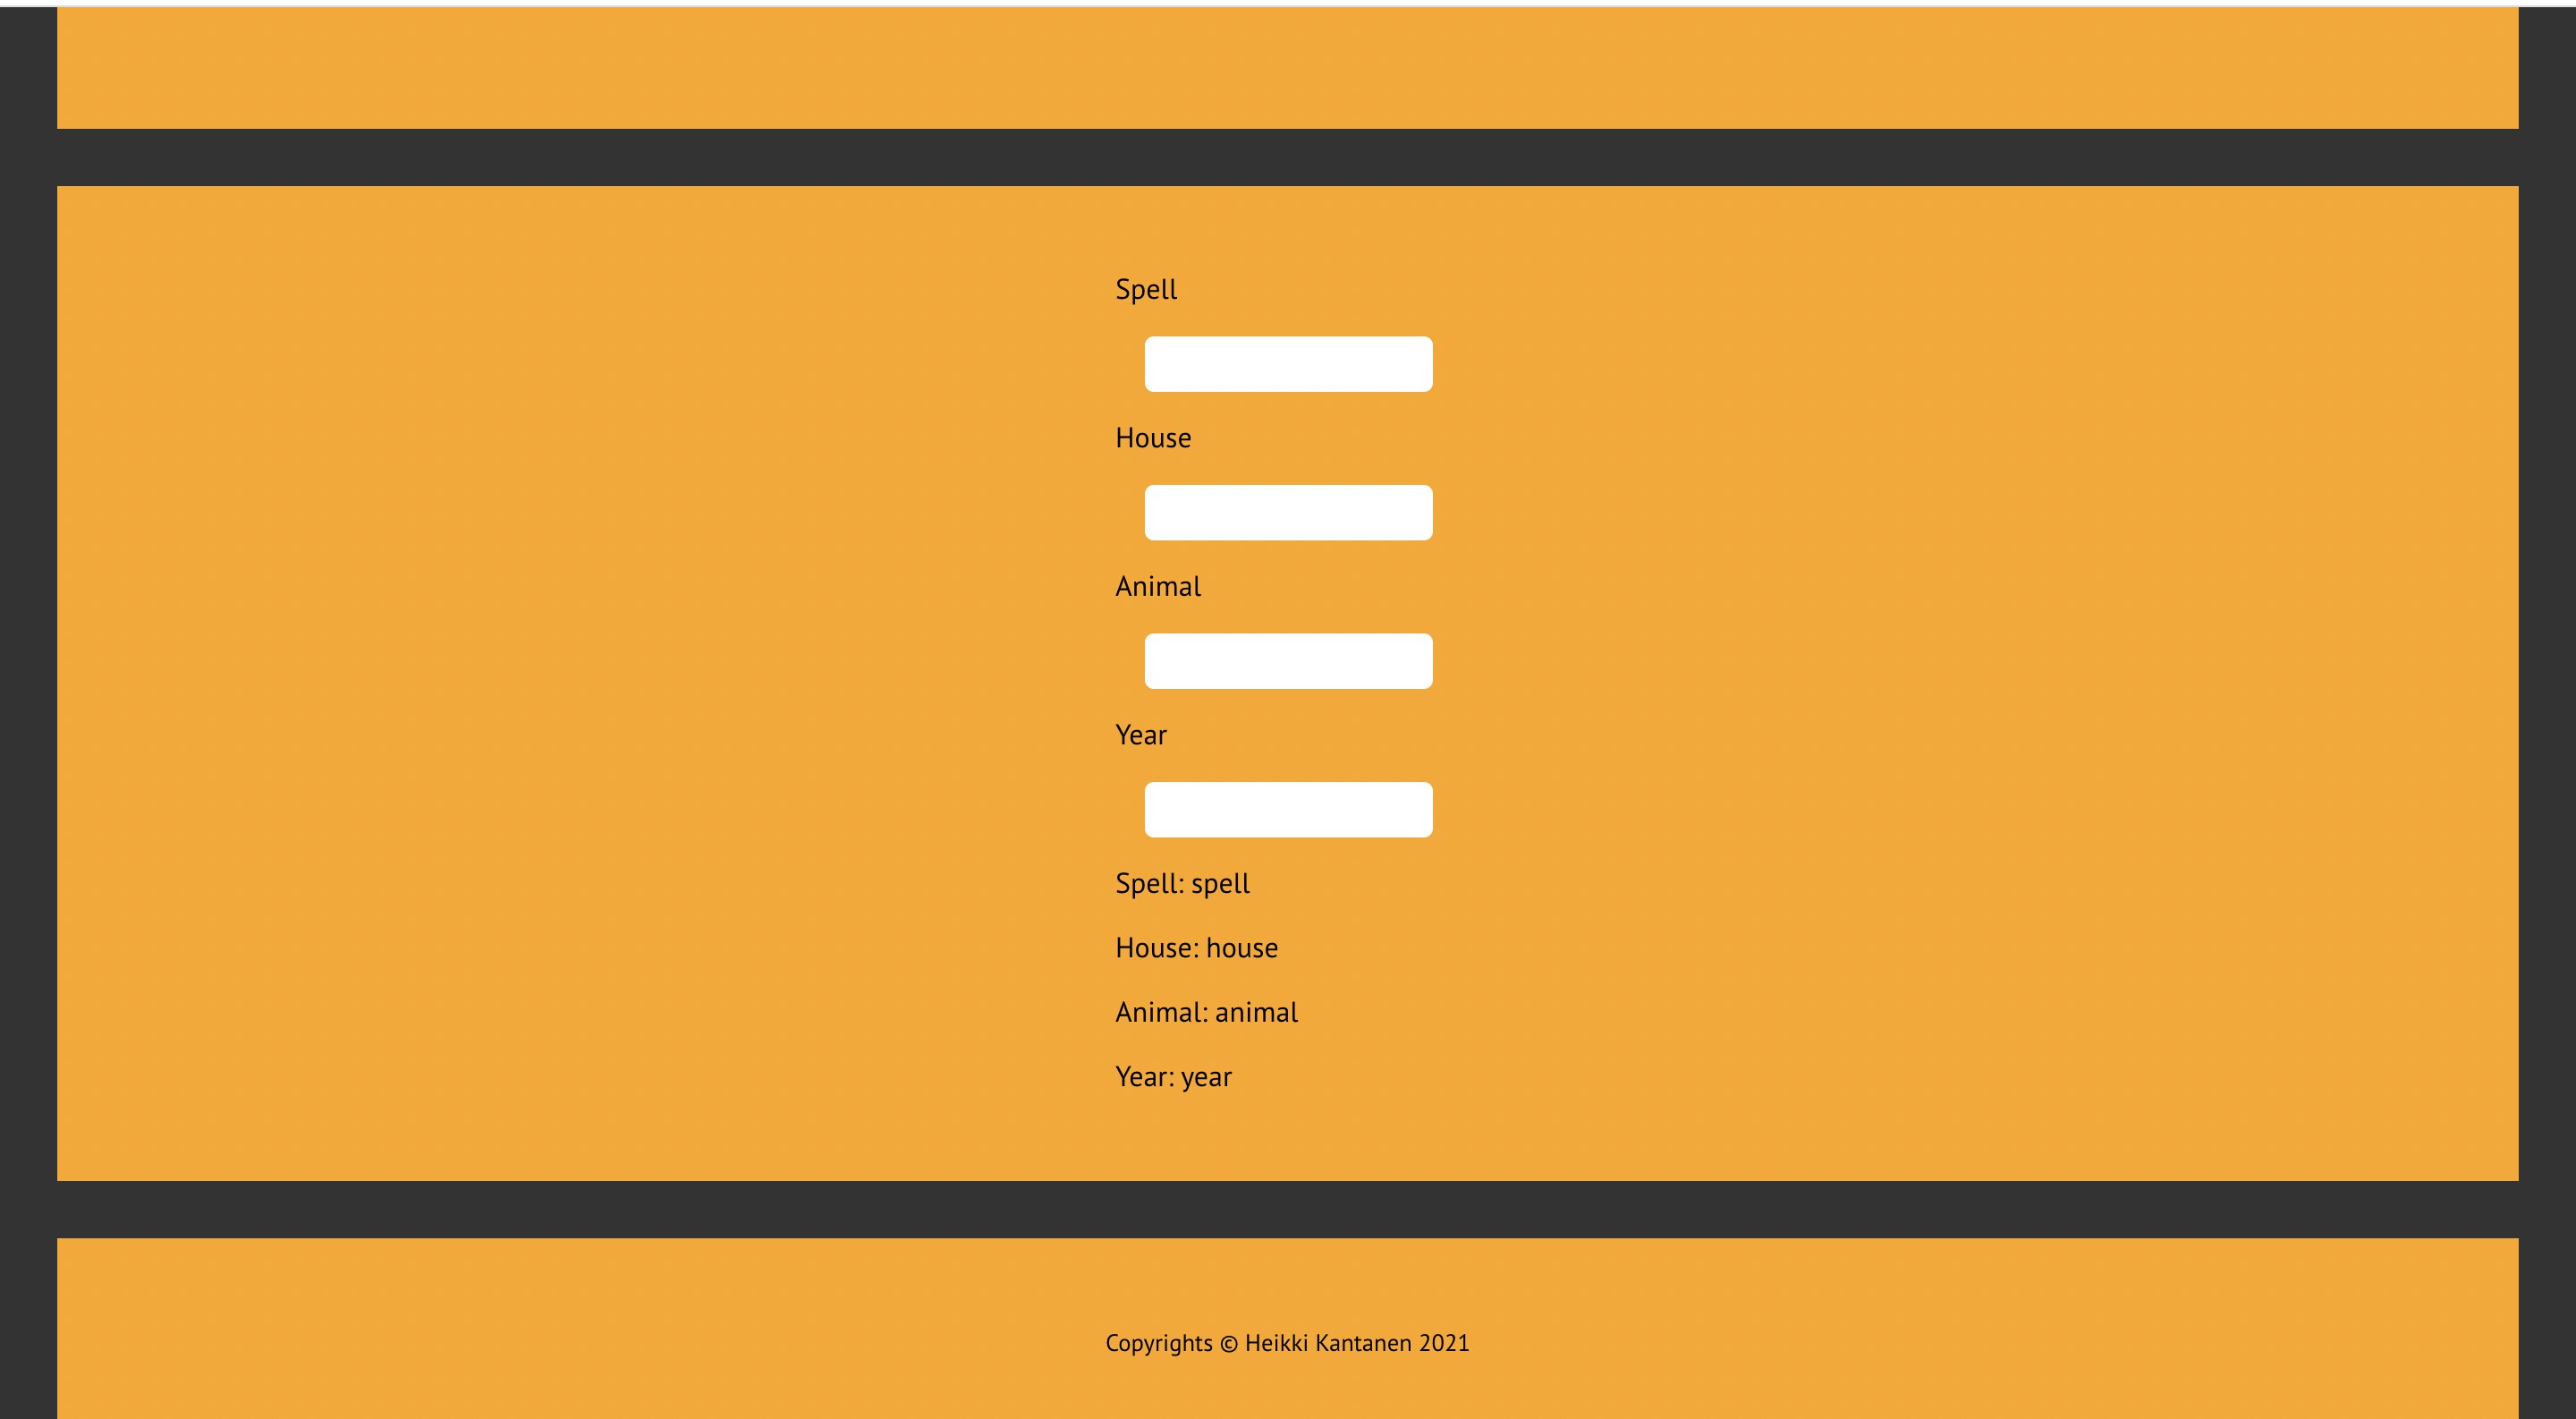 Spell
House
Animal
Year
Spell: spell
House: house
Animal: animal
Year: year
Copyrights © Heikki Kantanen 2021